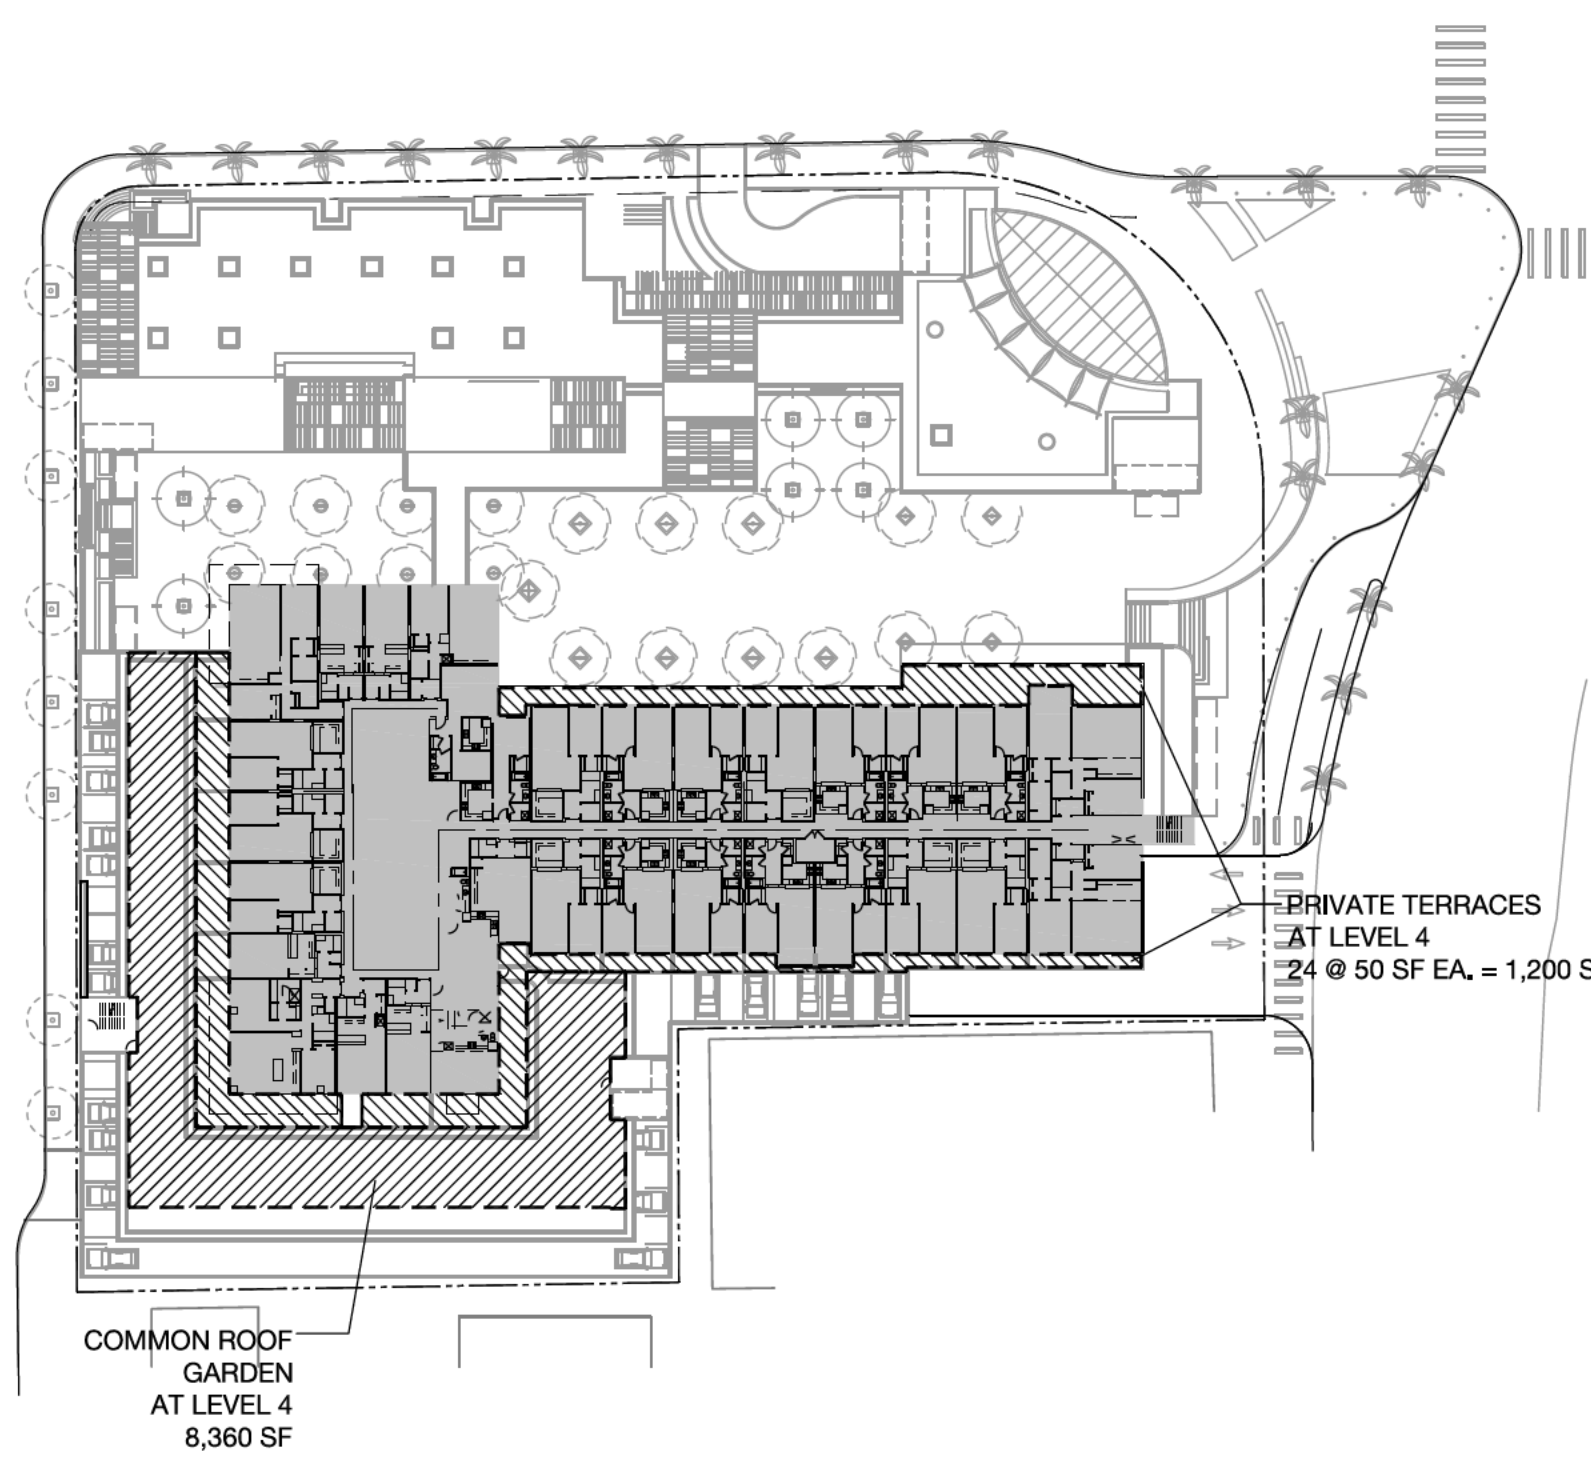 PRIVATE TERRACES
AT LEVEL 4
24 @ 50 SF EA. = 1,200 S
COMMON ROOF
GARDEN
AT LEVEL 4
8,360 SF